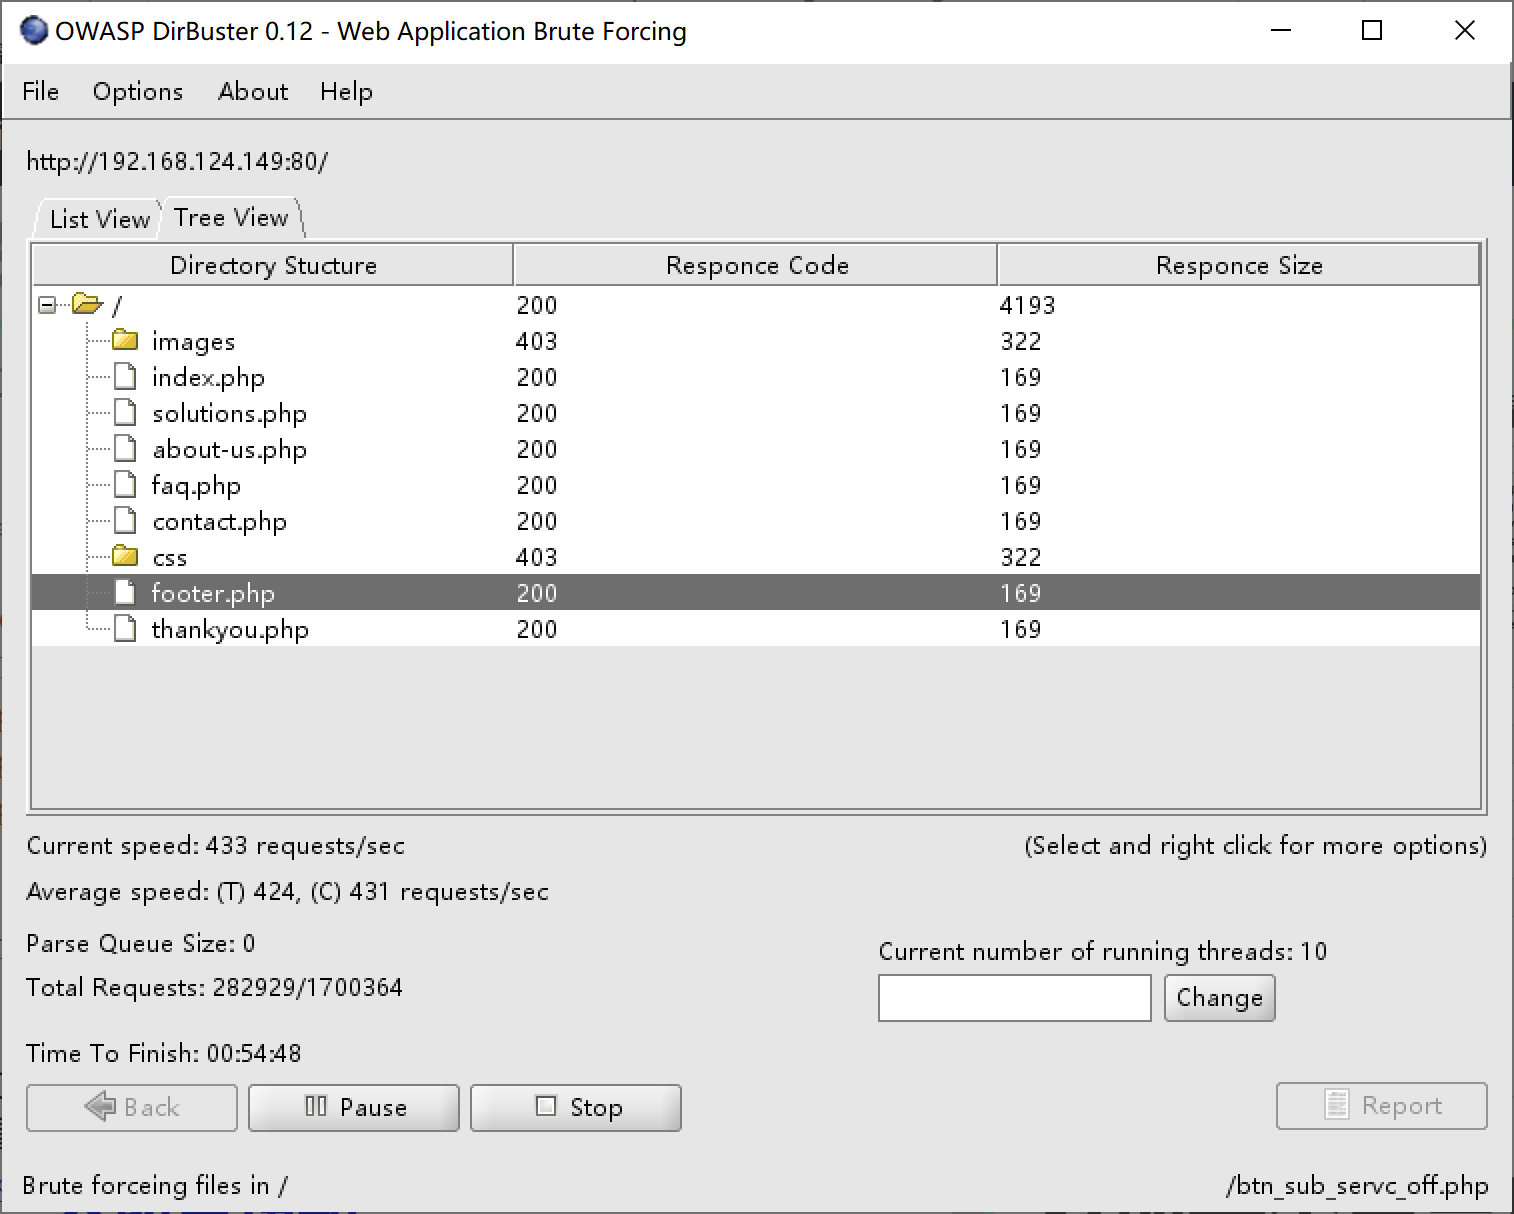 OWASP DirBuster 0.12 - Web Application Brute Forcing
File Options About Help
http://192.168.124.149:80/
List View Tree View
Directory Stucture Responce Code Responce Size
/ 200 4193
images 403 322
index.php 200 169
solutions.php 200 169
about-us.php 200 169
faq.php 200 169
contact.php 200 169
css 403 322
footer.php 200 169
thankyou.php 200 169
Current speed: 433 requests/sec (Select and right click for more options)
Average speed: (T) 424, (C) 431 requests/sec
Parse Queue Size: 0
Current number of running threads: 10
Total Requests: 282929/1700364
Change
Time To Finish: 00:54:48
Back Pause Stop Report
Brute forceing files in / /btn_sub_servc_off.php